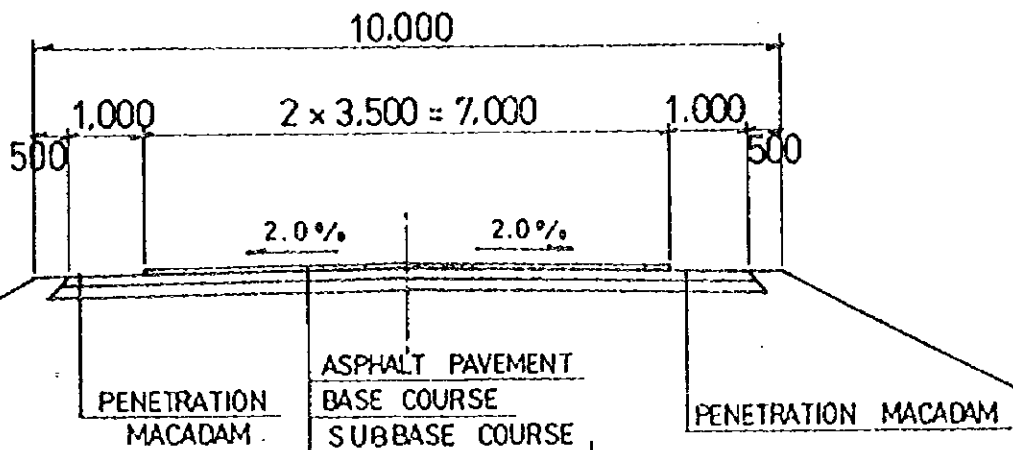 10.000
1.000 2 × 3.500 = 7.000 1.000
500 500
2.0% 2.0%
ASPHALT PAVEMENT
PENETRATION BASE COURSE PENETRATION MACADAM
MACADAM SUBBASE COURSE